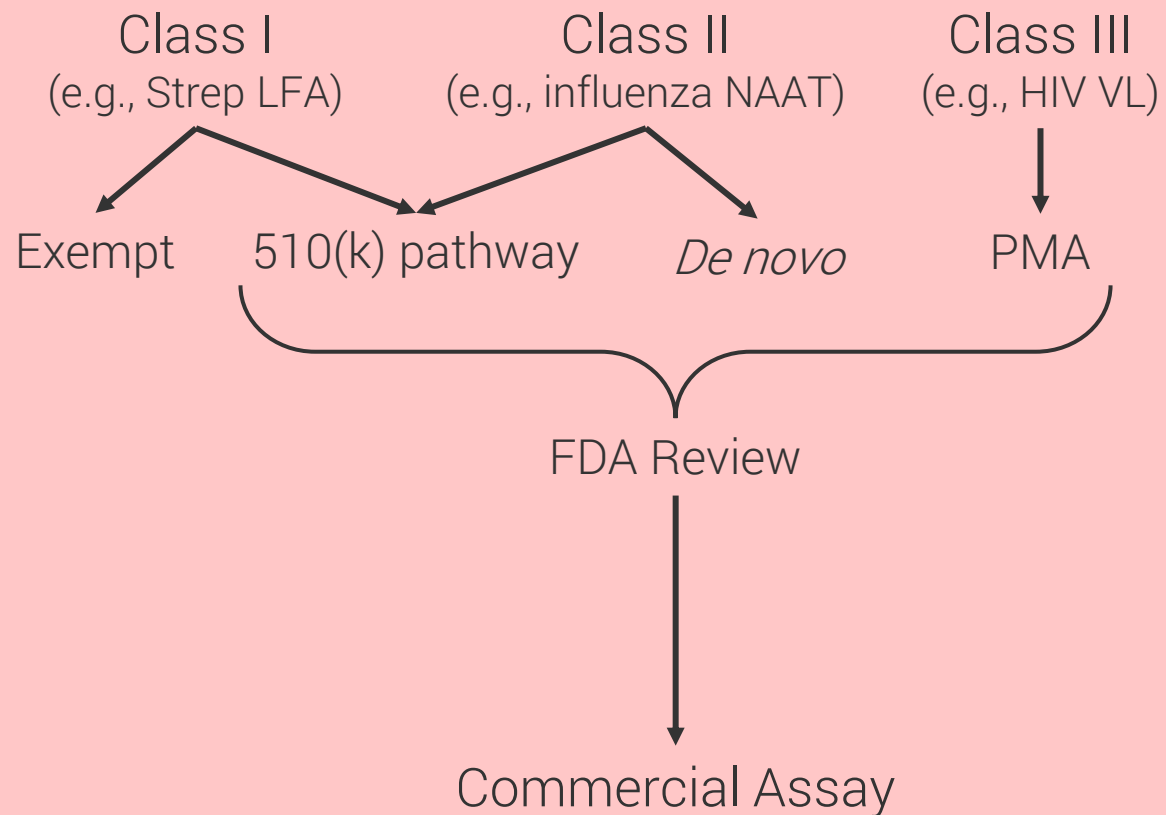 Class I
(e.g., Strep LFA)
Class II
(e.g., influenza NAAT)
Class III
(e.g., HIV VL)
Exempt
510(k) pathway
De novo
PMA
FDA Review
Commercial Assay